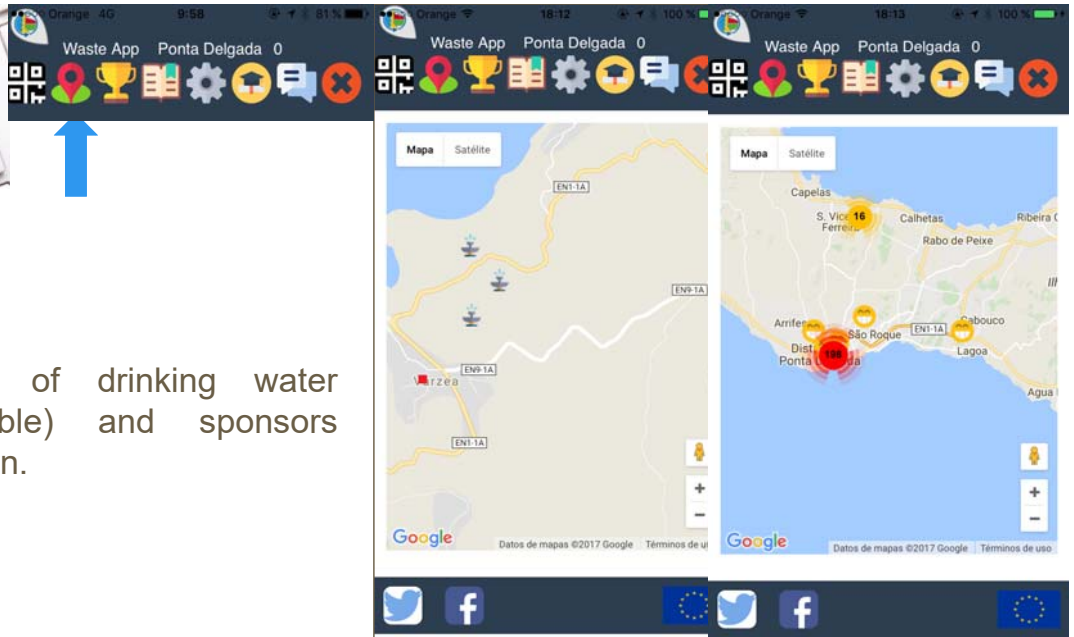 Orange 4G 9:58 81 %
Waste App Ponta Delgada 0
of drinking water
and sponsors
Orange 18:12 100 %
Waste App Ponta Delgada 0
Mapa Satélite
EN1-1A
EN9-1A
EN9-1A
Varzea
EN1-1A
Google
Datos de mapas ©2017 Google Términos de
Orange 18:13 100 %
Waste App Ponta Delgada 0
Mapa Satélite
Capelas
16
Calhetas
Ribeira
Rabo de Peixe
São Roque
EN1-1A
Cabouco
Lagoa
Agua
Google
Datos de mapas ©2017 Google Términos de uso